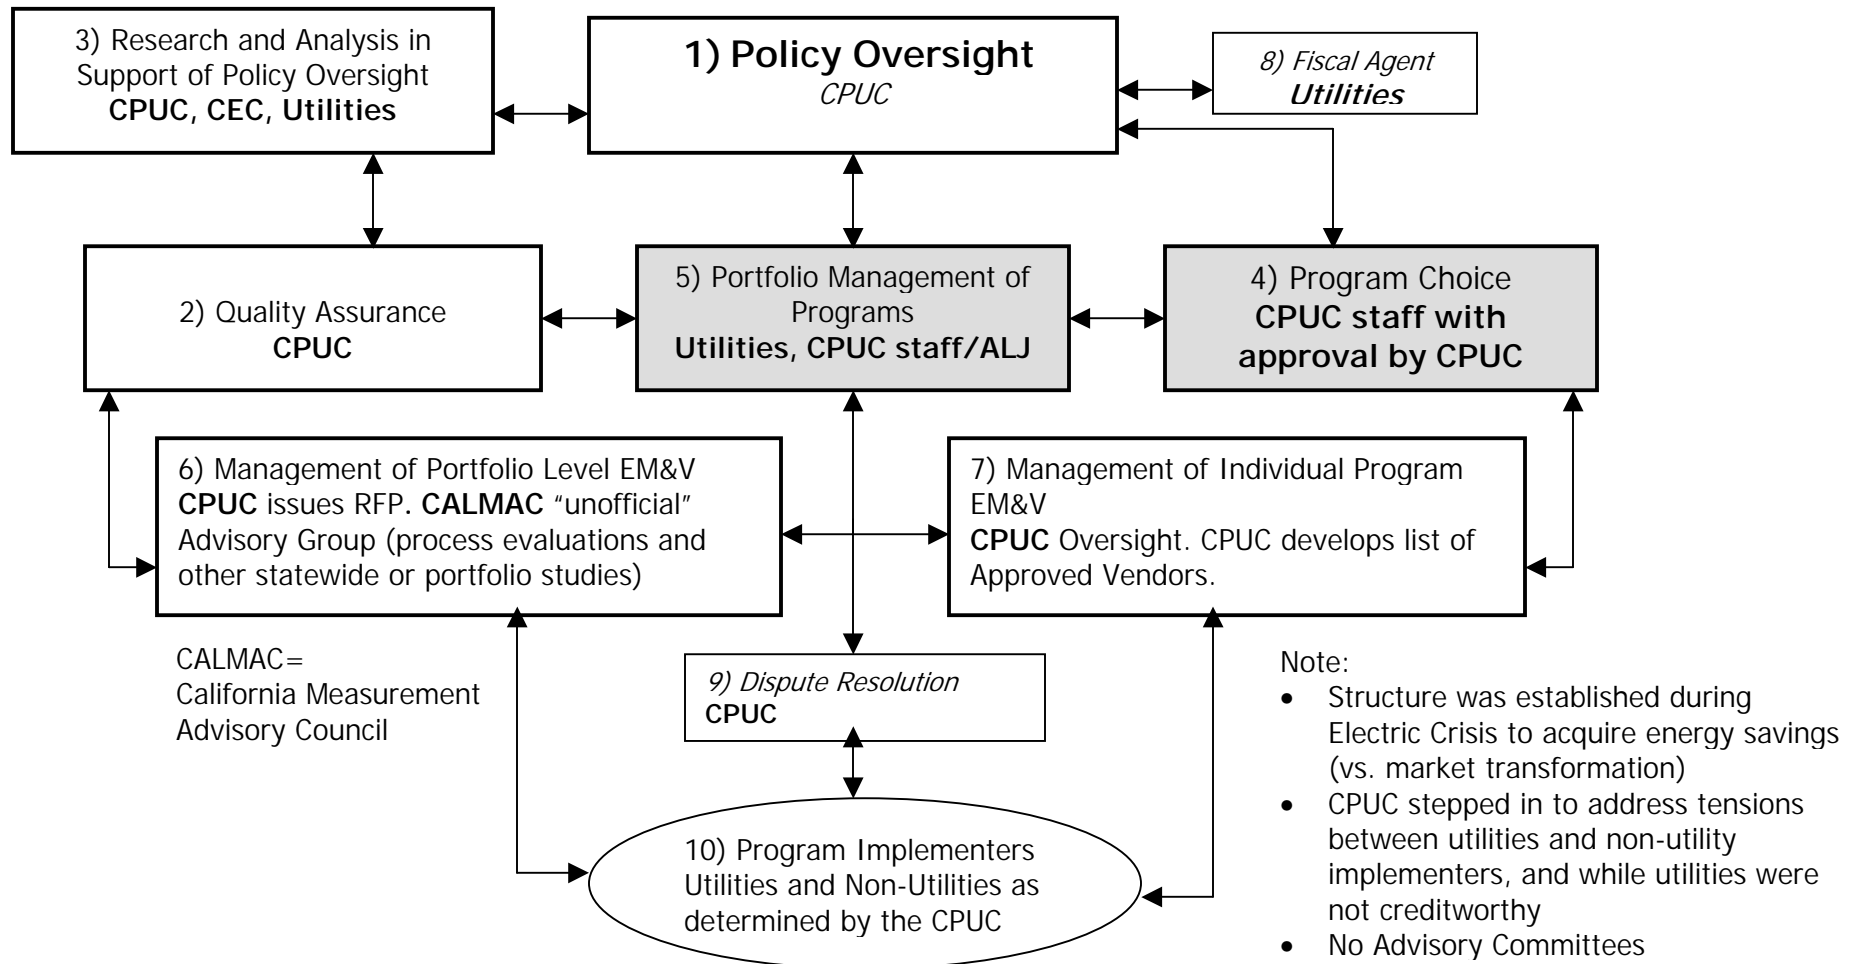 3) Research and Analysis in
Support of Policy Oversight
CPUC, CEC, Utilities
1) Policy Oversight
CPUC
8) Fiscal Agent
Utilities
2) Quality Assurance
CPUC
5) Portfolio Management of
Programs
Utilities, CPUC staff/ALJ
4) Program Choice
CPUC staff with
approval by CPUC
6) Management of Portfolio Level EM&V
CPUC issues RFP. CALMAC “unofficial”
Advisory Group (process evaluations and
other statewide or portfolio studies)
7) Management of Individual Program
EM&V
CPUC Oversight. CPUC develops list of
Approved Vendors.
CALMAC=
California Measurement
Advisory Council
9) Dispute Resolution
CPUC
10) Program Implementers
Utilities and Non-Utilities as
determined by the CPUC
Note:
• Structure was established during
Electric Crisis to acquire energy savings
(vs. market transformation)
• CPUC stepped in to address tensions
between utilities and non-utility
implementers, and while utilities were
not creditworthy
• No Advisory Committees